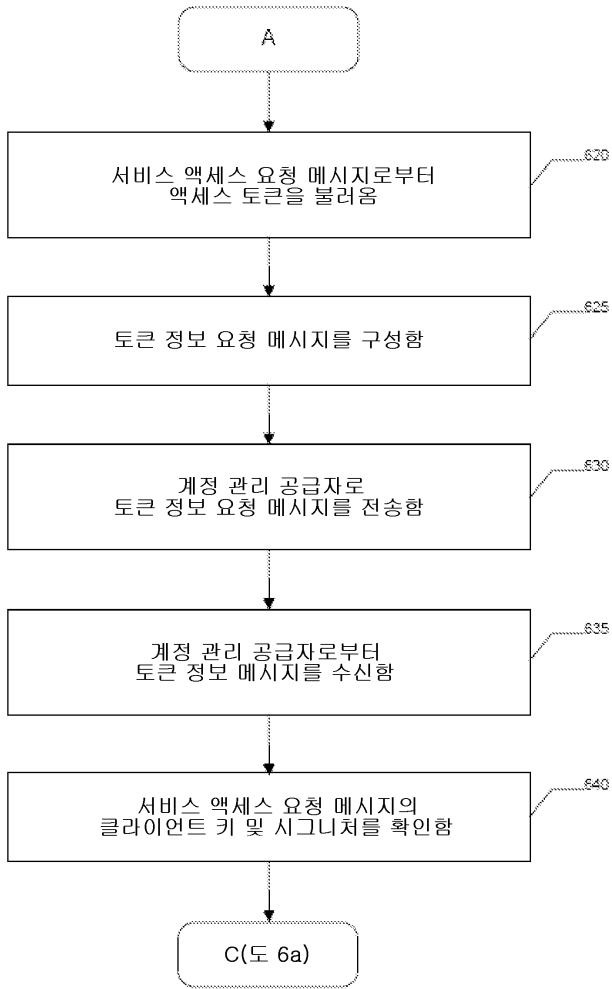 A
620
서비스 액세스 요청 메시지로부터
액세스 토큰을 불러옴
625
토큰 정보 요청 메시지를 구성함
630
계정 관리 공급자로
토큰 정보 요청 메시지를 전송함
635
계정 관리 공급자로부터
토큰 정보 메시지를 수신함
640
서비스 액세스 요청 메시지의
클라이언트 키 및 시그니처를 확인함
C(도 6a)